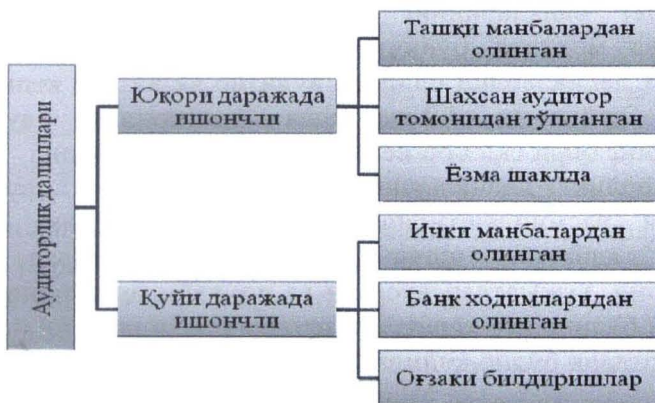 Аудиторлик далиллари
Юқори даражада
ишончли
Ташқи манбалардан
олинган
Шахсан аудитор
томонидан тўпланган
Ёзма шаклда
Қуйи даражада
ишончли
Ички манбалардан
олинган
Банк ходимларидан
олинган
Оғзаки билдиришлар